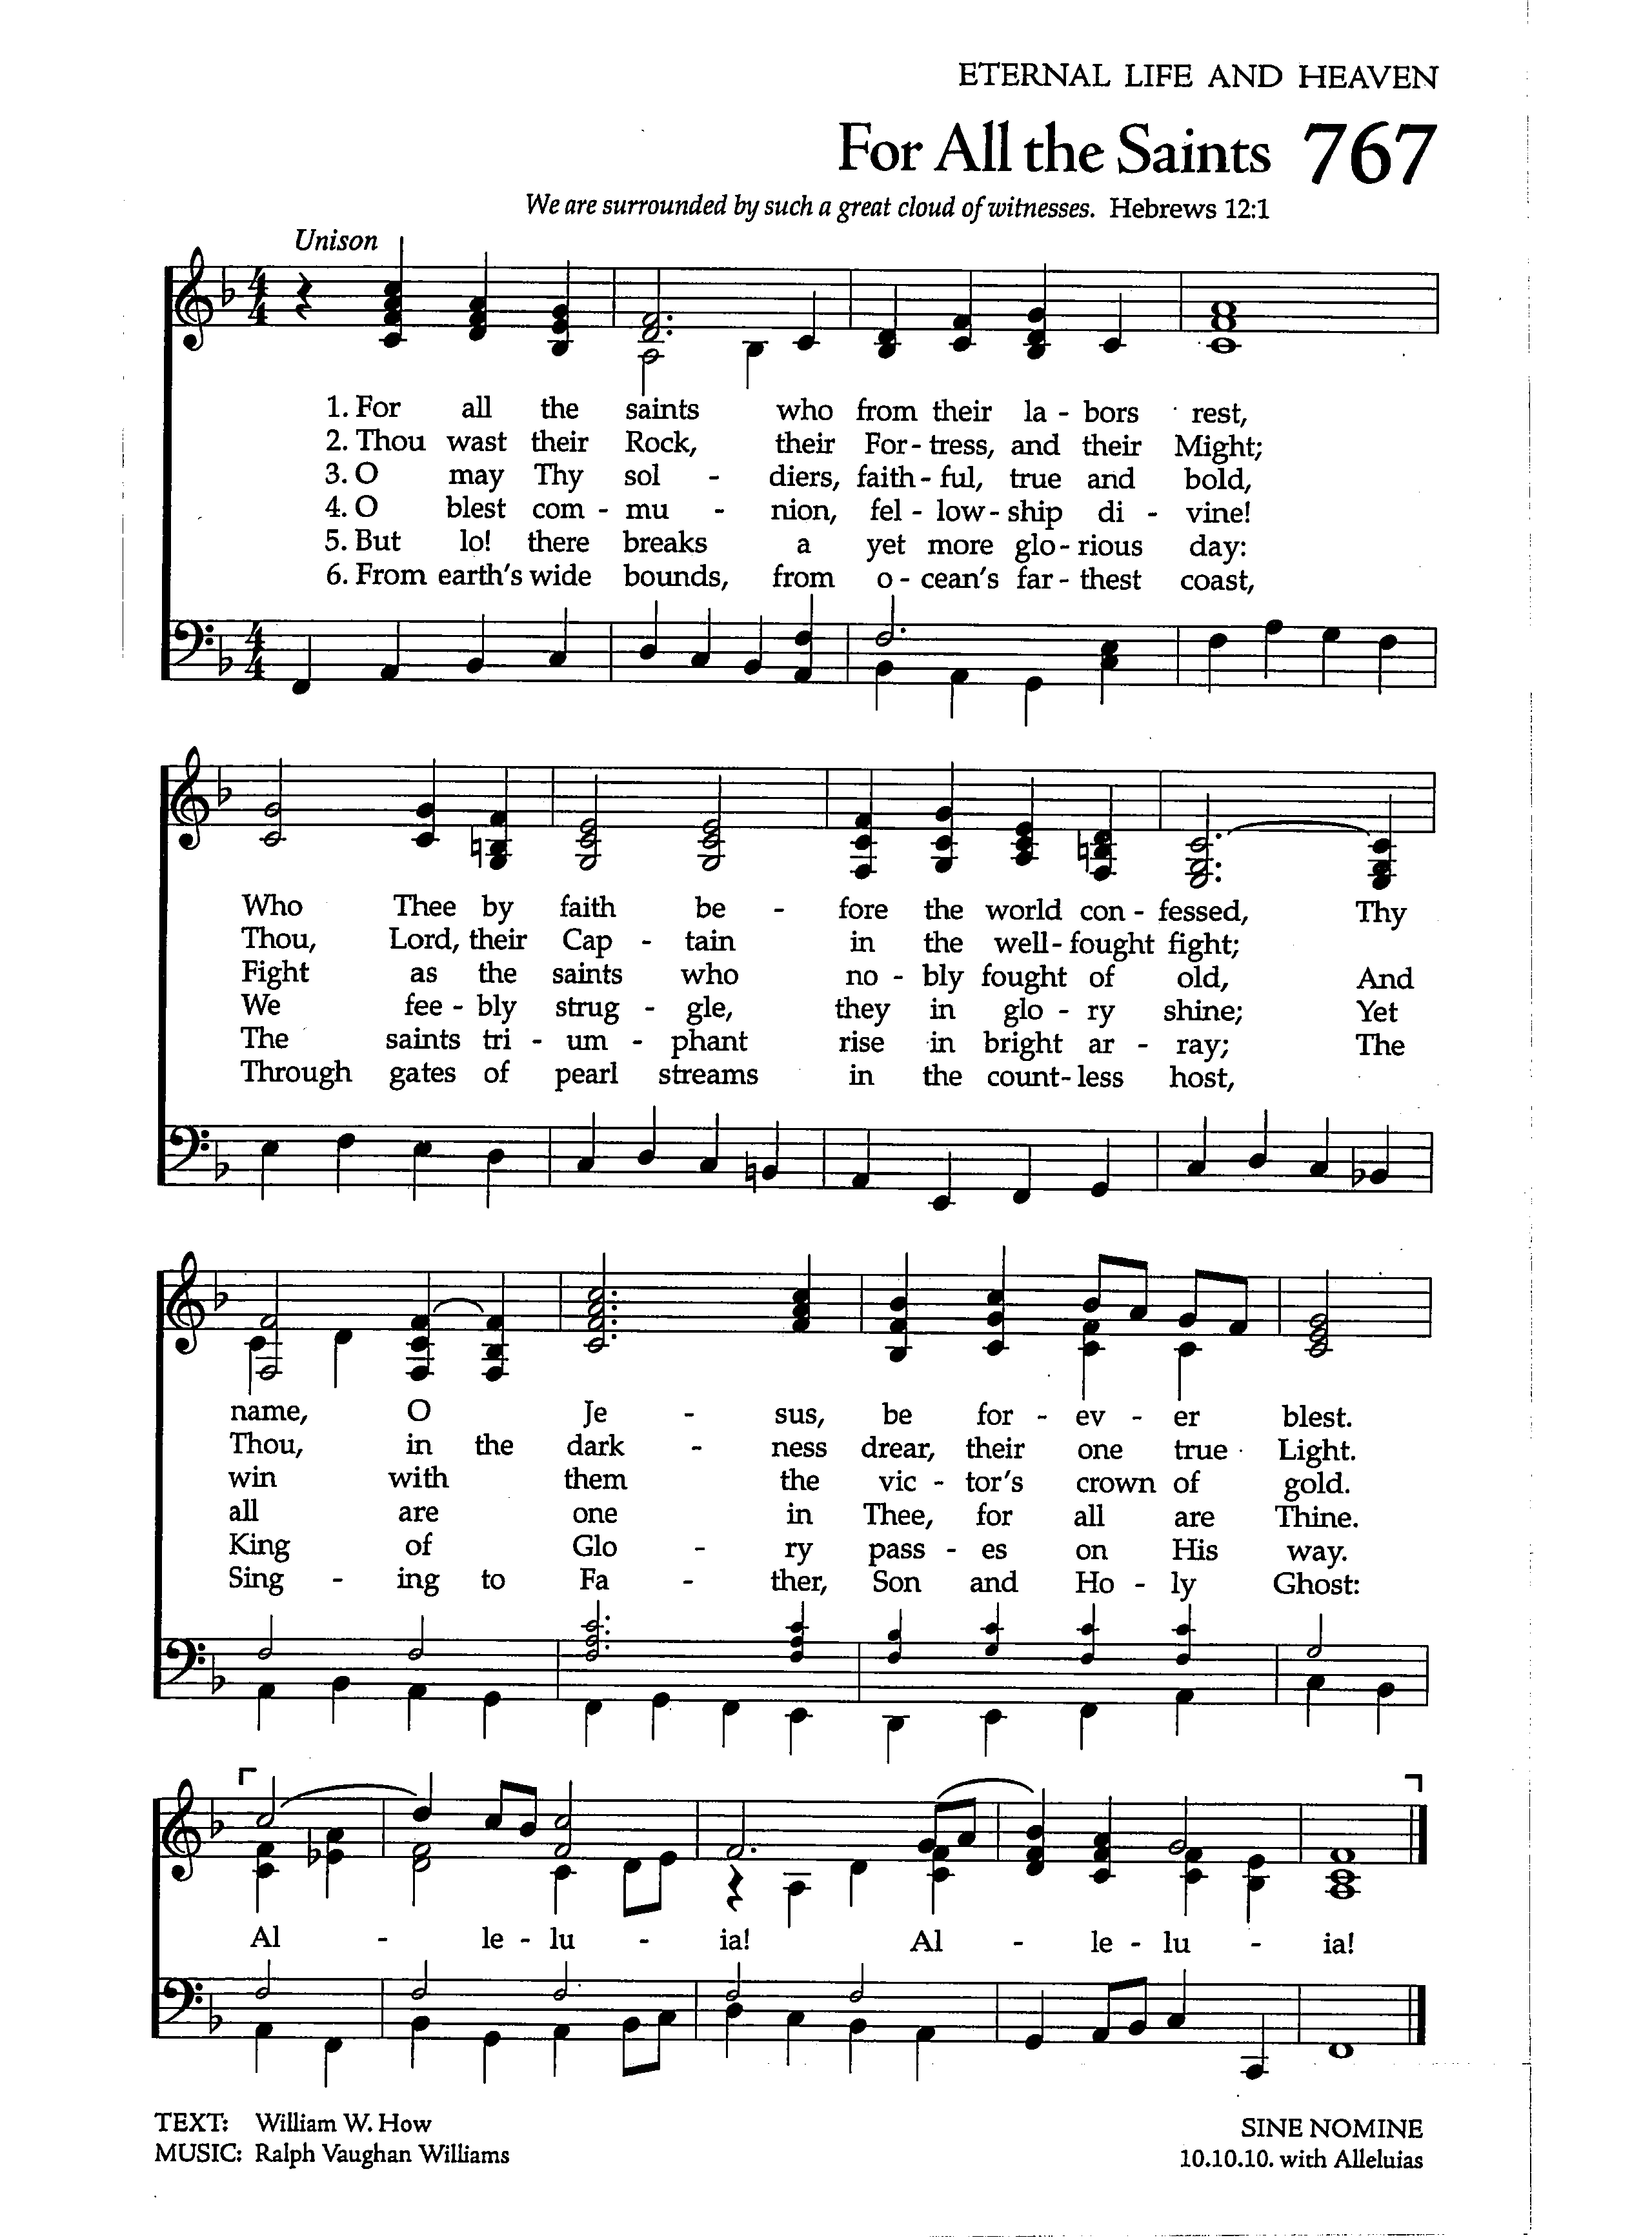 ETERNAL LIFE AND HEAVEN
For All the Saints 767
We are surrounded by such a great cloud of witnesses. Hebrews 12:1
Unison
4 4
1. For all the saints who from their la - bors rest,
2. Thou wast their Rock, their For - tress, and their Might;
3. O may Thy sol - diers, faith - ful, true and bold,
4. O blest com - mu - nion, fel - low - ship di - vine!
5. But lo! there breaks a yet more glo - rious day:
6. From earth's wide bounds, from o - cean's far - thest coast,
4 4
Who Thee by faith be - fore the world con - fessed, Thy
Thou, Lord, their Cap - tain in the well - fought fight;
Fight as the saints who no - bly fought of old, And
We fee - bly strug - gle, they in glo - ry shine; Yet
The saints tri - um - phant rise in bright ar - ray; The
Through gates of pearl streams in the count - less host,
name, O Je - sus, be for - ev - er blest.
Thou, in the dark - ness drear, their one true Light.
win with them the vic - tor's crown of gold.
all are one in Thee, for all are Thine.
King of Glo - ry pass - es on His way.
Sing - ing to Fa - ther, Son and Ho - ly Ghost:
Al - le - lu - ia! Al - le - lu - ia!
TEXT: William W. How
MUSIC: Ralph Vaughan Williams
SINE NOMINE
10.10.10. with Alleluias